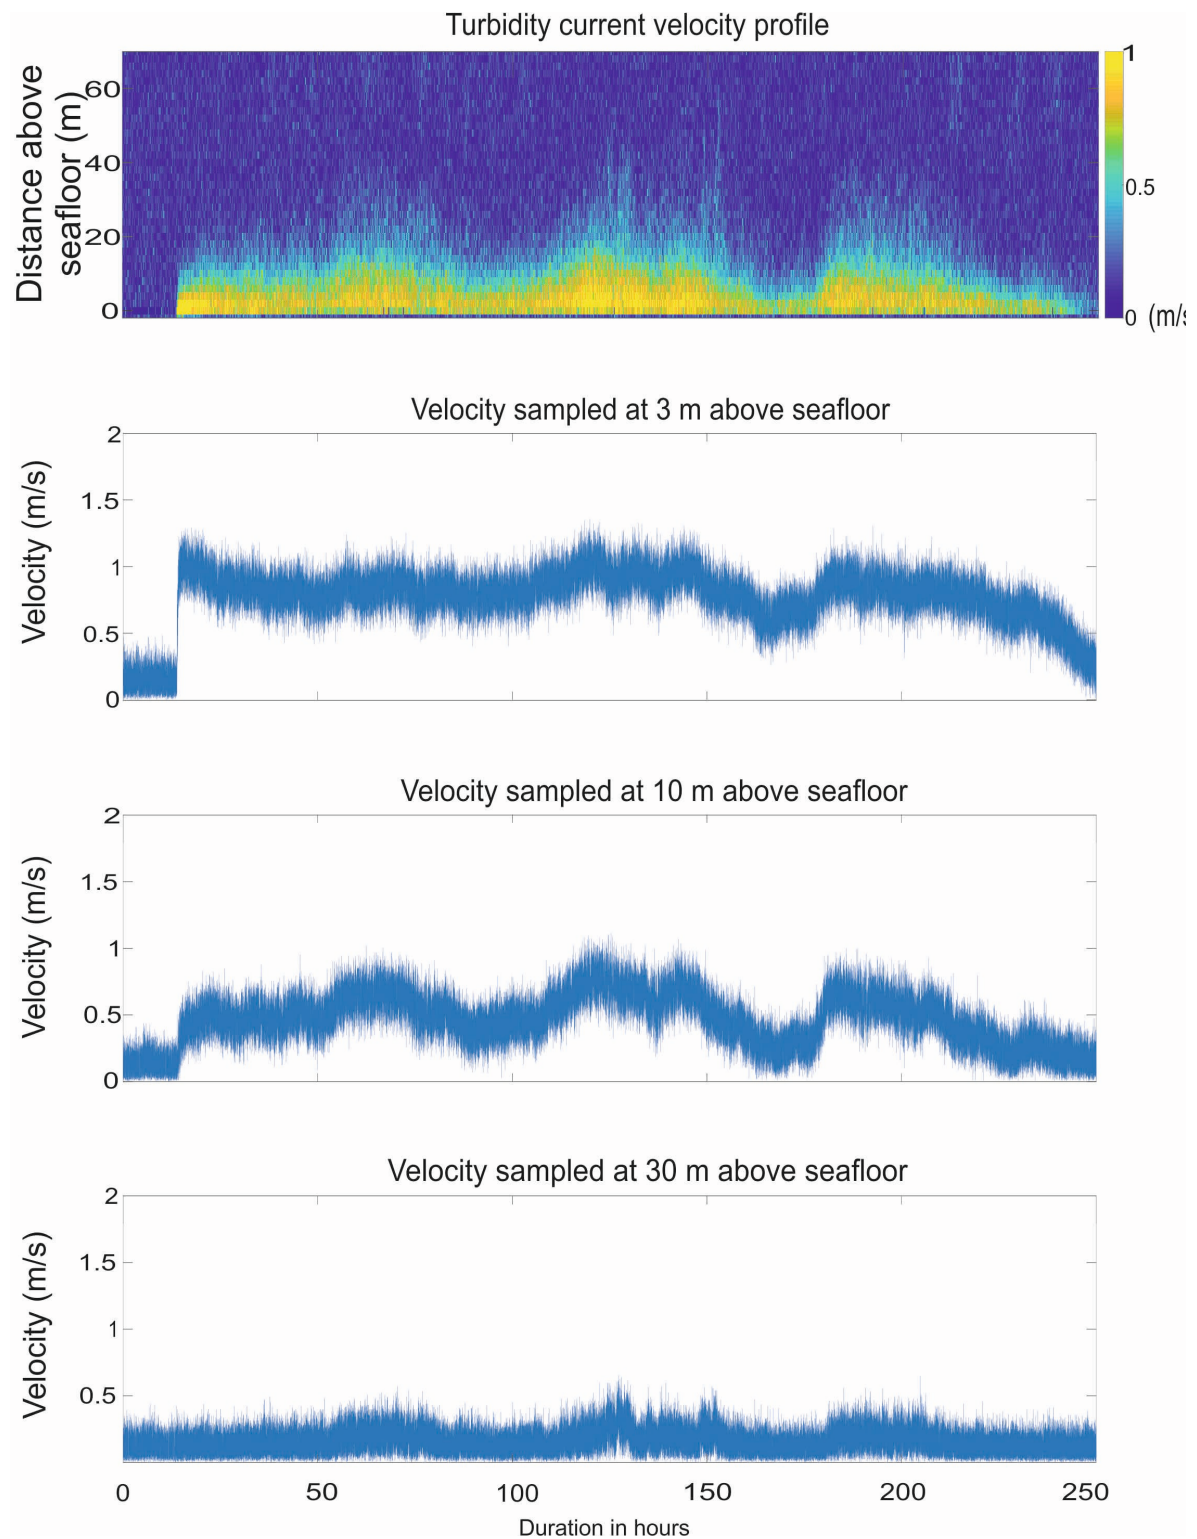 Turbidity current velocity profile
Distance above
seafloor (m)
60
40
20
0
1
0.5
0 (m/s
Velocity sampled at 3 m above seafloor
Velocity (m/s)
2
1.5
1
0.5
0
Velocity sampled at 10 m above seafloor
Velocity (m/s)
2
1.5
1
0.5
0
Velocity sampled at 30 m above seafloor
Velocity (m/s)
2
1.5
1
0.5
0 50 100 150 200 250
Duration in hours